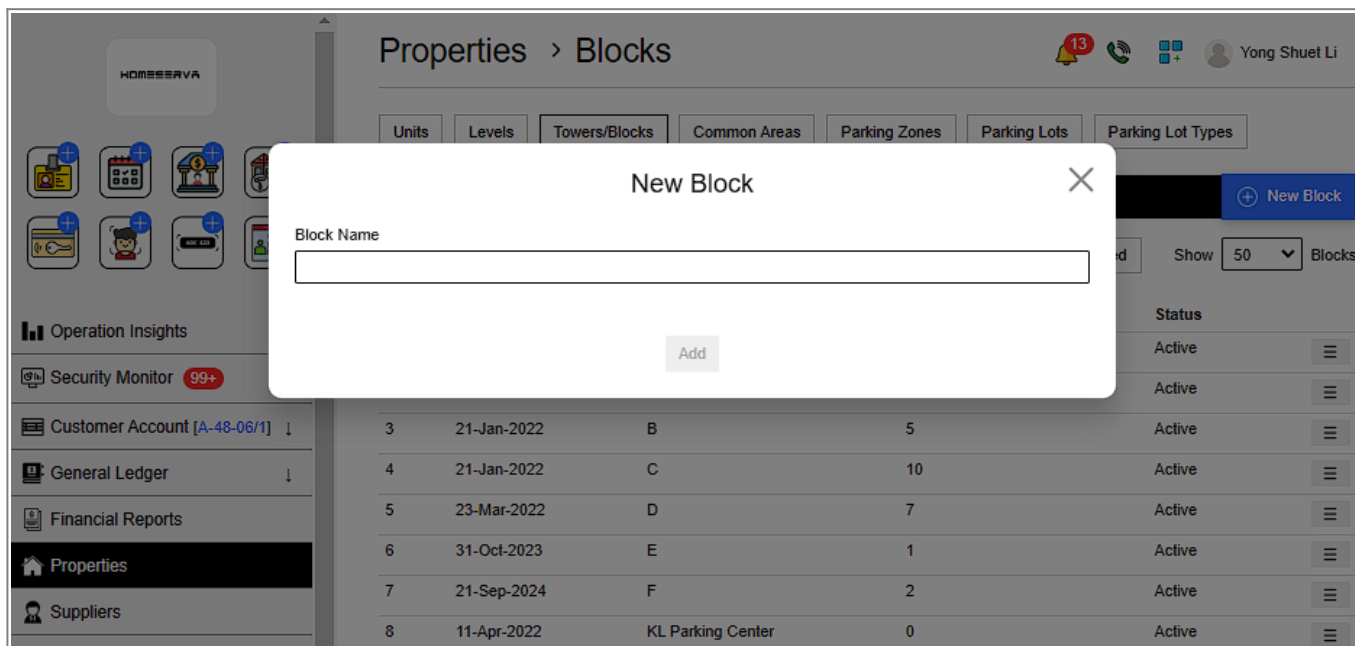 HOMESERVA
Properties > Blocks
13
Yong Shuet Li
Units Levels Towers/Blocks Common Areas Parking Zones Parking Lots Parking Lot Types
New Block
New Block
Block Name
Show 50 Blocks
Add
Status
Active
Active
3 21-Jan-2022 B 5 Active
4 21-Jan-2022 C 10 Active
5 23-Mar-2022 D 7 Active
6 31-Oct-2023 E 1 Active
7 21-Sep-2024 F 2 Active
8 11-Apr-2022 KL Parking Center 0 Active
Operation Insights
Security Monitor 99+
Customer Account [A-48-06/1] ↓
General Ledger ↓
Financial Reports
Properties
Suppliers